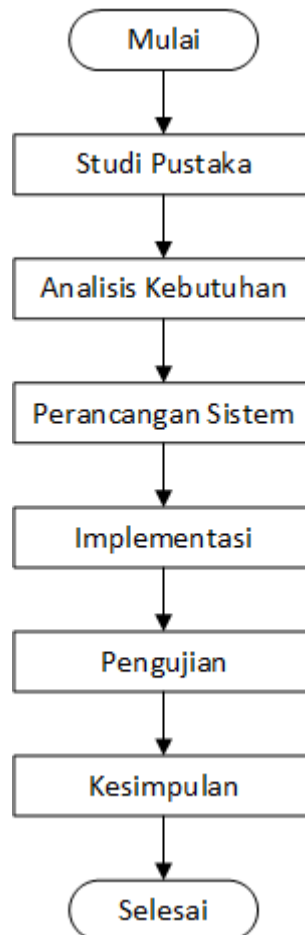 Mulai
Studi Pustaka
Analisis Kebutuhan
Perancangan Sistem
Implementasi
Pengujian
Kesimpulan
Selesai